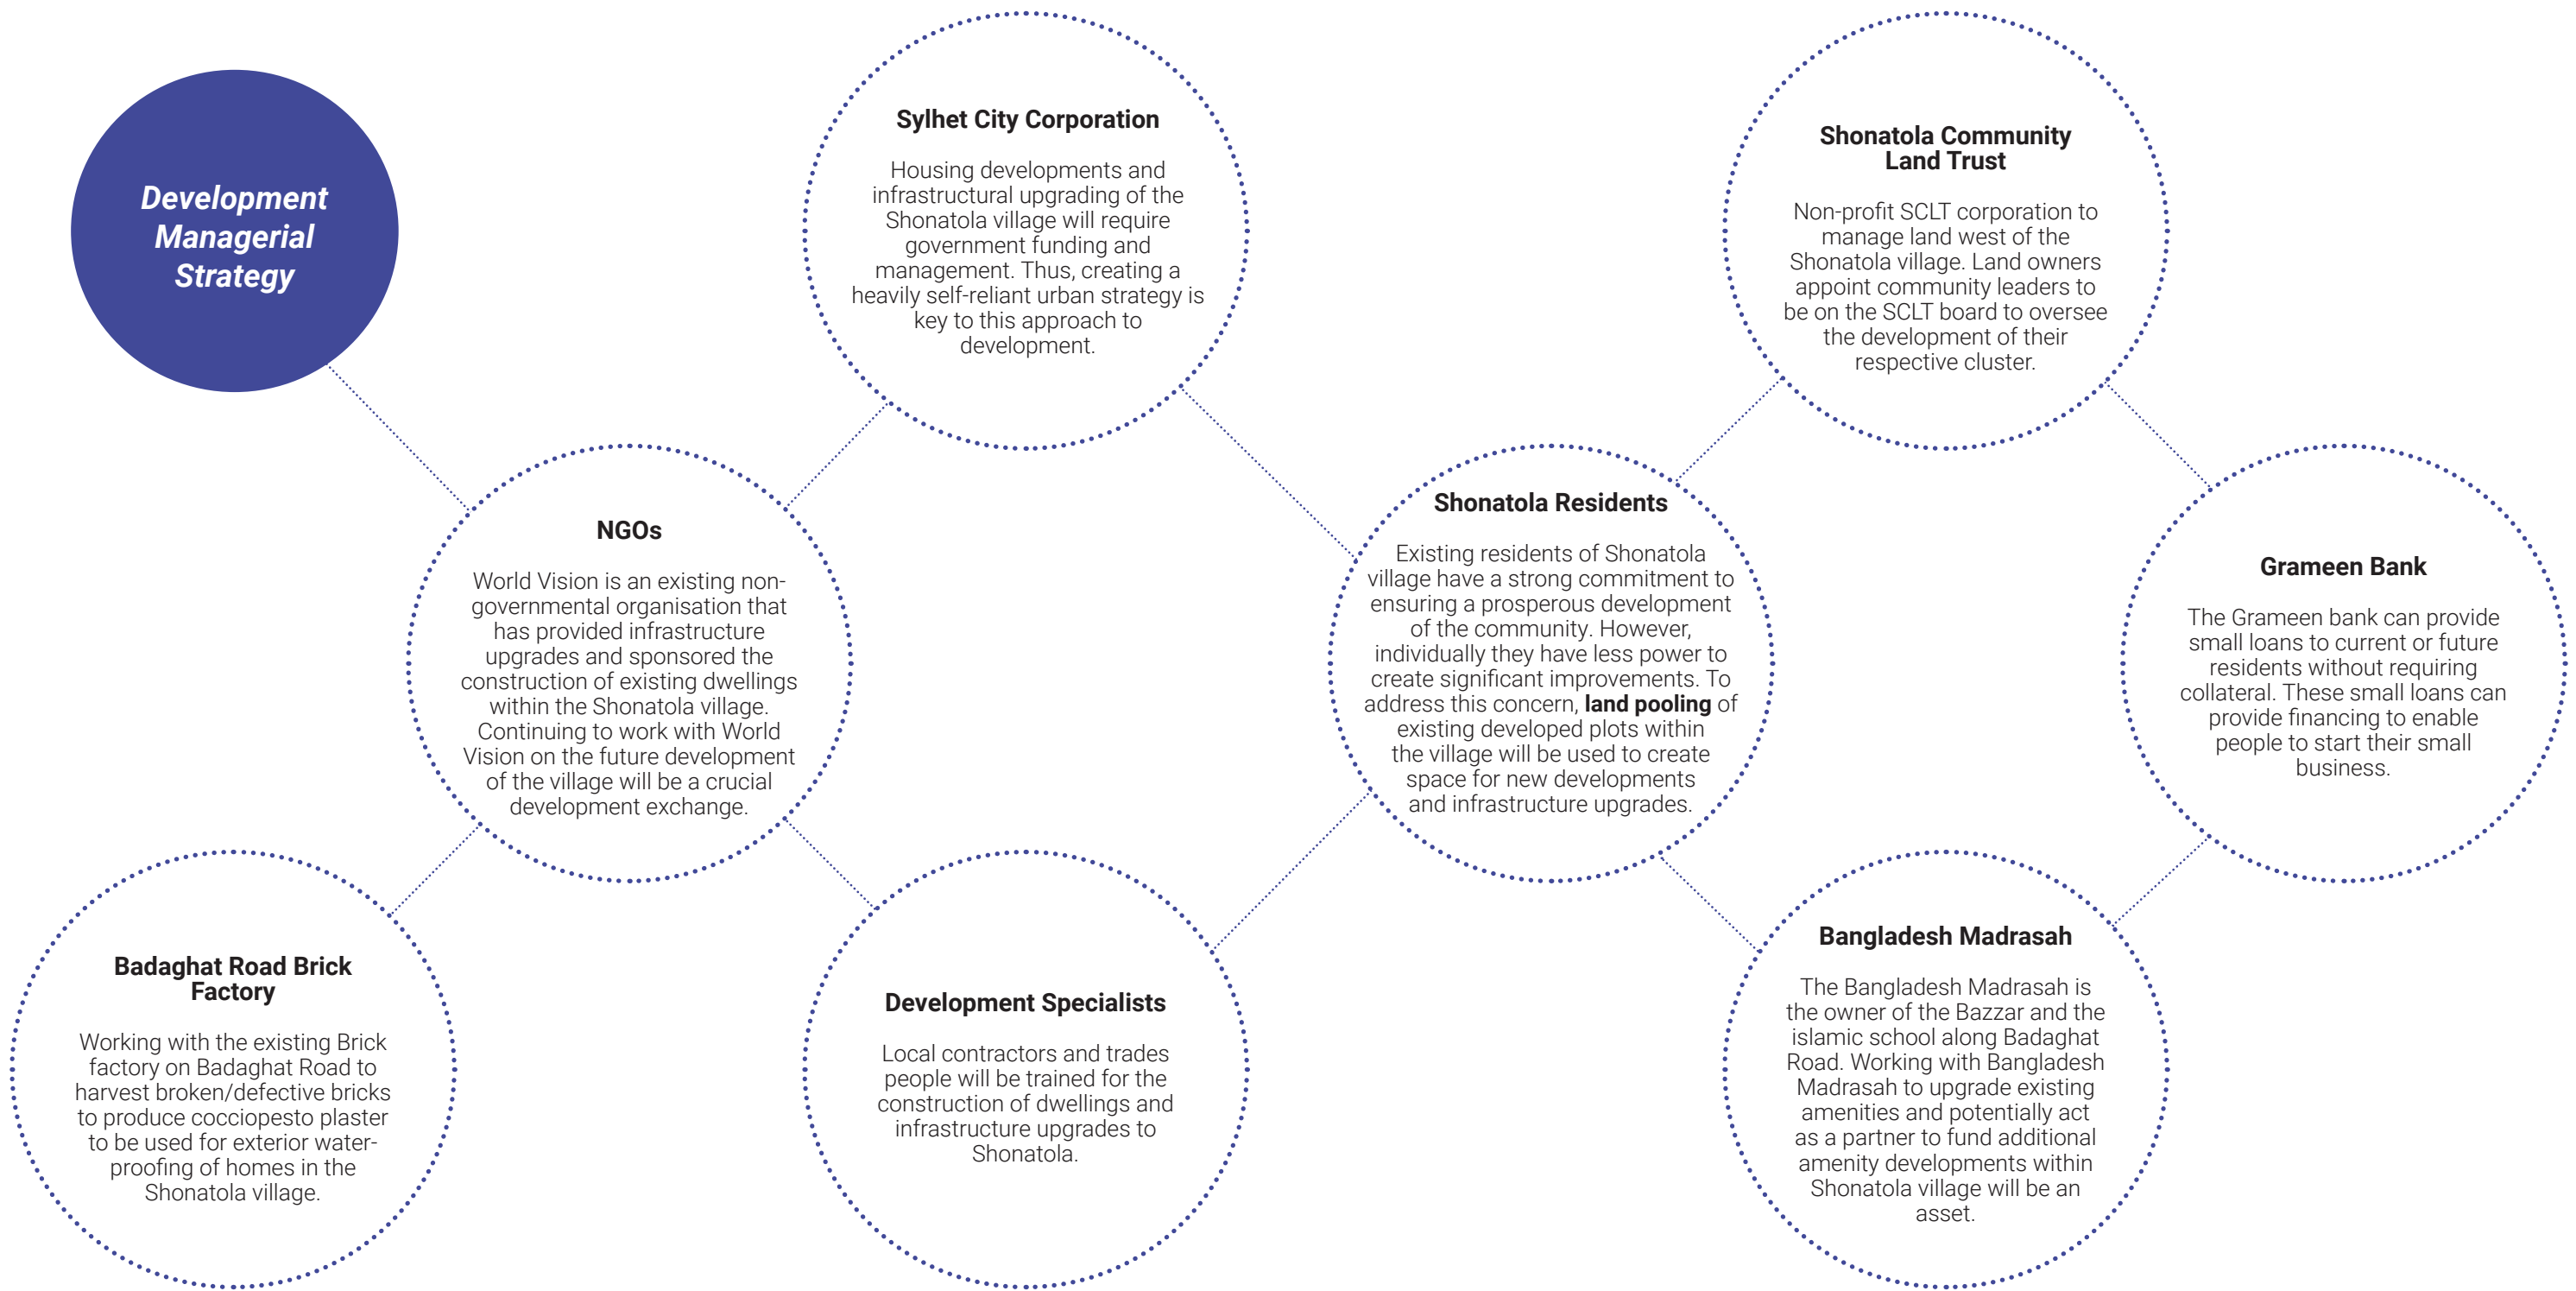 Development
Managerial
Strategy
Sylhet City Corporation
Housing developments and
infrastructural upgrading of the
Shonatola village will require
government funding and
management. Thus, creating a
heavily self-reliant urban strategy is
key to this approach to
development.
Shonatola Community
Land Trust
Non-profit SCLT corporation to
manage land west of the
Shonatola village. Land owners
appoint community leaders to
be on the SCLT board to oversee
the development of their
respective cluster.
NGOs
World Vision is an existing non-
governmental organisation that
has provided infrastructure
upgrades and sponsored the
construction of existing dwellings
within the Shonatola village.
Continuing to work with World
Vision on the future development
of the village will be a crucial
development exchange.
Shonatola Residents
Existing residents of Shonatola
village have a strong commitment to
ensuring a prosperous development
of the community. However,
individually they have less power to
create significant improvements. To
address this concern, land pooling of
existing developed plots within
the village will be used to create
space for new developments
and infrastructure upgrades.
Grameen Bank
The Grameen bank can provide
small loans to current or future
residents without requiring
collateral. These small loans can
provide financing to enable
people to start their small
business.
Badaghat Road Brick
Factory
Working with the existing Brick
factory on Badaghat Road to
harvest broken/defective bricks
to produce cocciopesto plaster
to be used for exterior water-
proofing of homes in the
Shonatola village.
Development Specialists
Local contractors and trades
people will be trained for the
construction of dwellings and
infrastructure upgrades to
Shonatola.
Bangladesh Madrasah
The Bangladesh Madrasah is
the owner of the Bazzar and the
islamic school along Badaghat
Road. Working with Bangladesh
Madrasah to upgrade existing
amenities and potentially act
as a partner to fund additional
amenity developments within
Shonatola village will be an
asset.